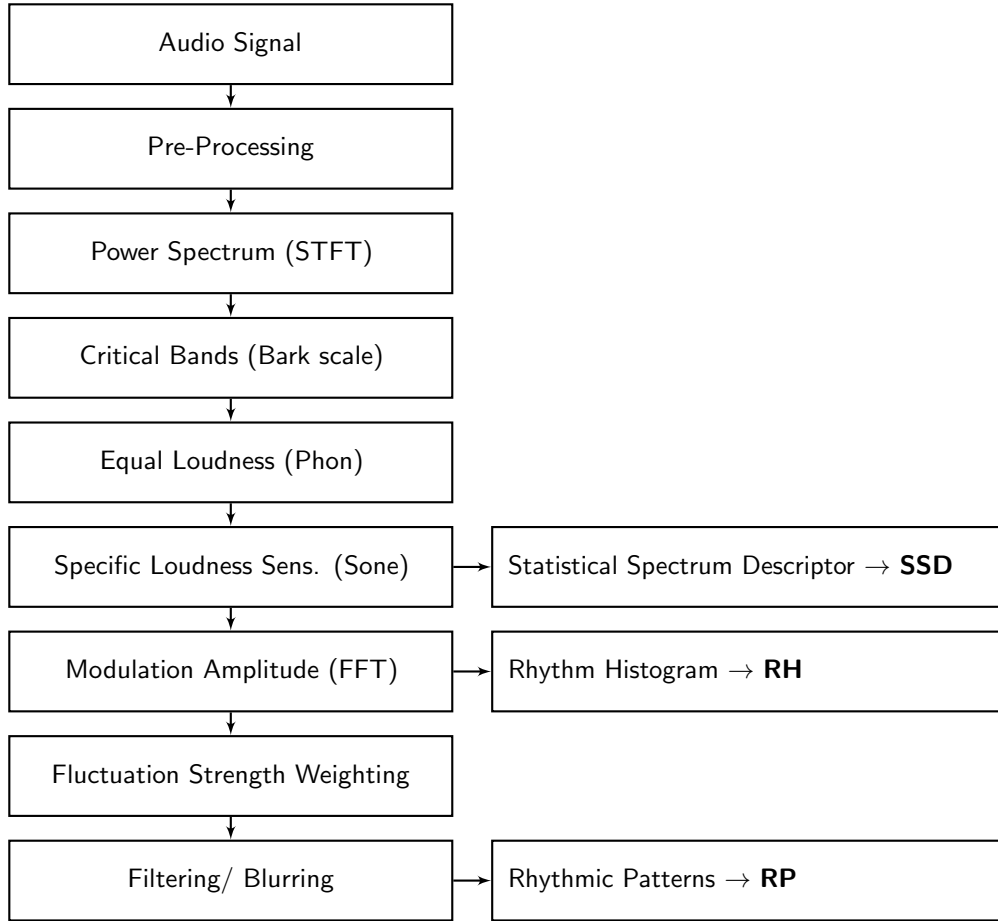 Audio Signal
Pre-Processing
Power Spectrum (STFT)
Critical Bands (Bark scale)
Equal Loudness (Phon)
Specific Loudness Sens. (Sone)
Statistical Spectrum Descriptor → SSD
Modulation Amplitude (FFT)
Rhythm Histogram → RH
Fluctuation Strength Weighting
Filtering/ Blurring
Rhythmic Patterns → RP